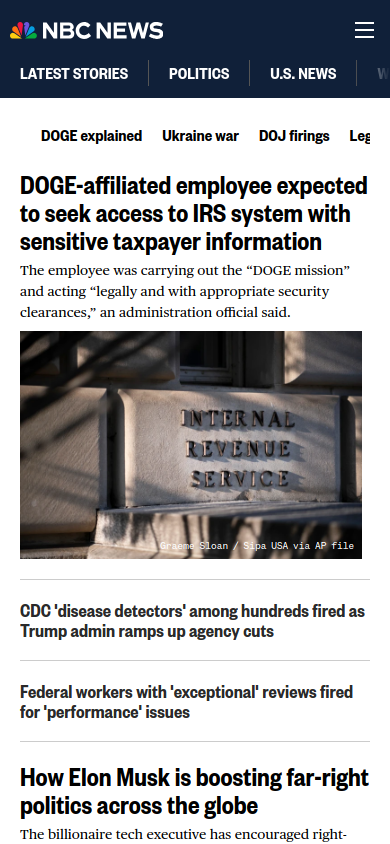 NBC NEWS
LATEST STORIES POLITICS U.S. NEWS
DOGE explained Ukraine war DOJ firings
DOGE-affiliated employee expected
to seek access to IRS system with
sensitive taxpayer information
The employee was carrying out the “DOGE mission”
and acting “legally and with appropriate security
clearances,” an administration official said.
INTERNAL
REVENUE
SERVICE
Graeme Sloan / Sipa USA via AP file
CDC 'disease detectors' among hundreds fired as
Trump admin ramps up agency cuts
Federal workers with 'exceptional' reviews fired
for 'performance' issues
How Elon Musk is boosting far-right
politics across the globe
The billionaire tech executive has encouraged right-